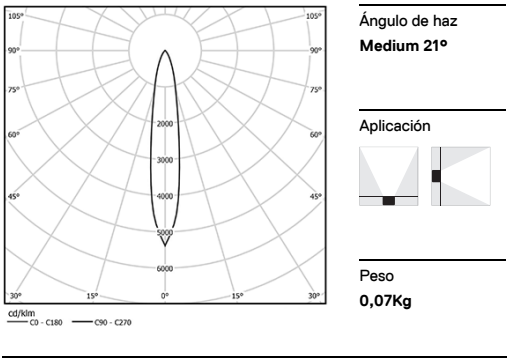 105°
105°
90°
90°
75°
75°
60°
60°
45°
45°
2000
3000
4000
5000
6000
30°
15°
0°
15°
30°
cd/klm
C0 - C180
C90 - C270
Ángulo de haz
Medium 21º
Aplicación
Peso
0,07Kg